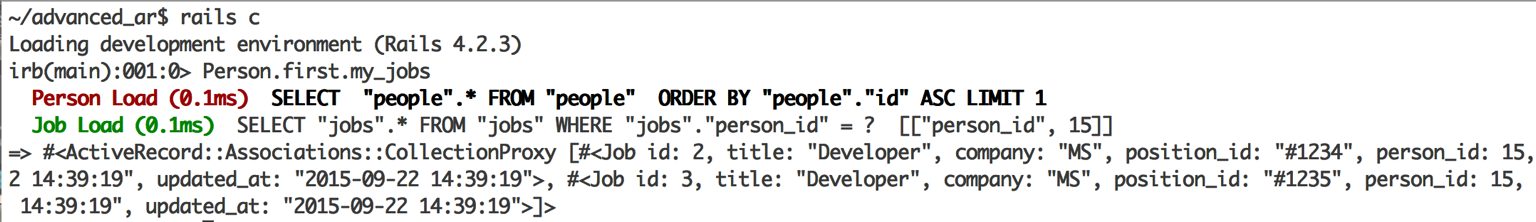 ~/advanced_ar$ rails c
Loading development environment (Rails 4.2.3)
irb(main):001:0> Person.first.my_jobs
Person Load (0.1ms)  SELECT  "people".* FROM "people"  ORDER BY "people"."id" ASC LIMIT 1
Job Load (0.1ms)  SELECT "jobs".* FROM "jobs" WHERE "jobs"."person_id" = ?  [["person_id", 15]]
=> #<ActiveRecord::Associations::CollectionProxy [#<Job id: 2, title: "Developer", company: "MS", position_id: "#1234", person_id: 15,
2 14:39:19", updated_at: "2015-09-22 14:39:19">, #<Job id: 3, title: "Developer", company: "MS", position_id: "#1235", person_id: 15,
14:39:19", updated_at: "2015-09-22 14:39:19">]>